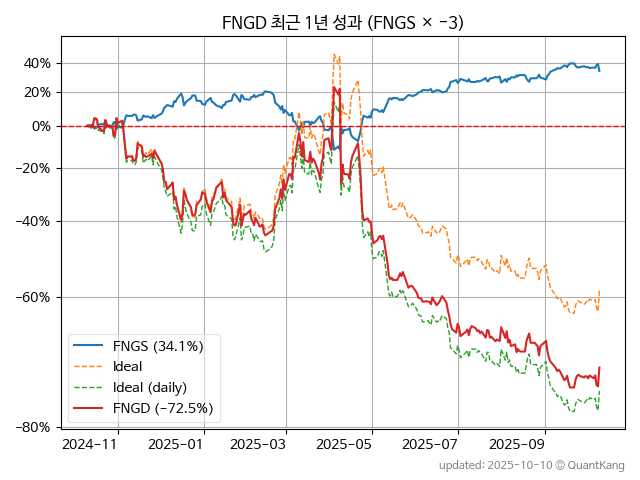 FNGD 최근 1년 성과 (FNGS × −3)
40%
20%
0%
−20%
−40%
−60%
−80%
FNGS (34.1%)
Ideal
Ideal (daily)
FNGD (−72.5%)
2024−11
2025−01
2025−03
2025−05
2025−07
2025−09
updated: 2025-10-10 © QuantKang